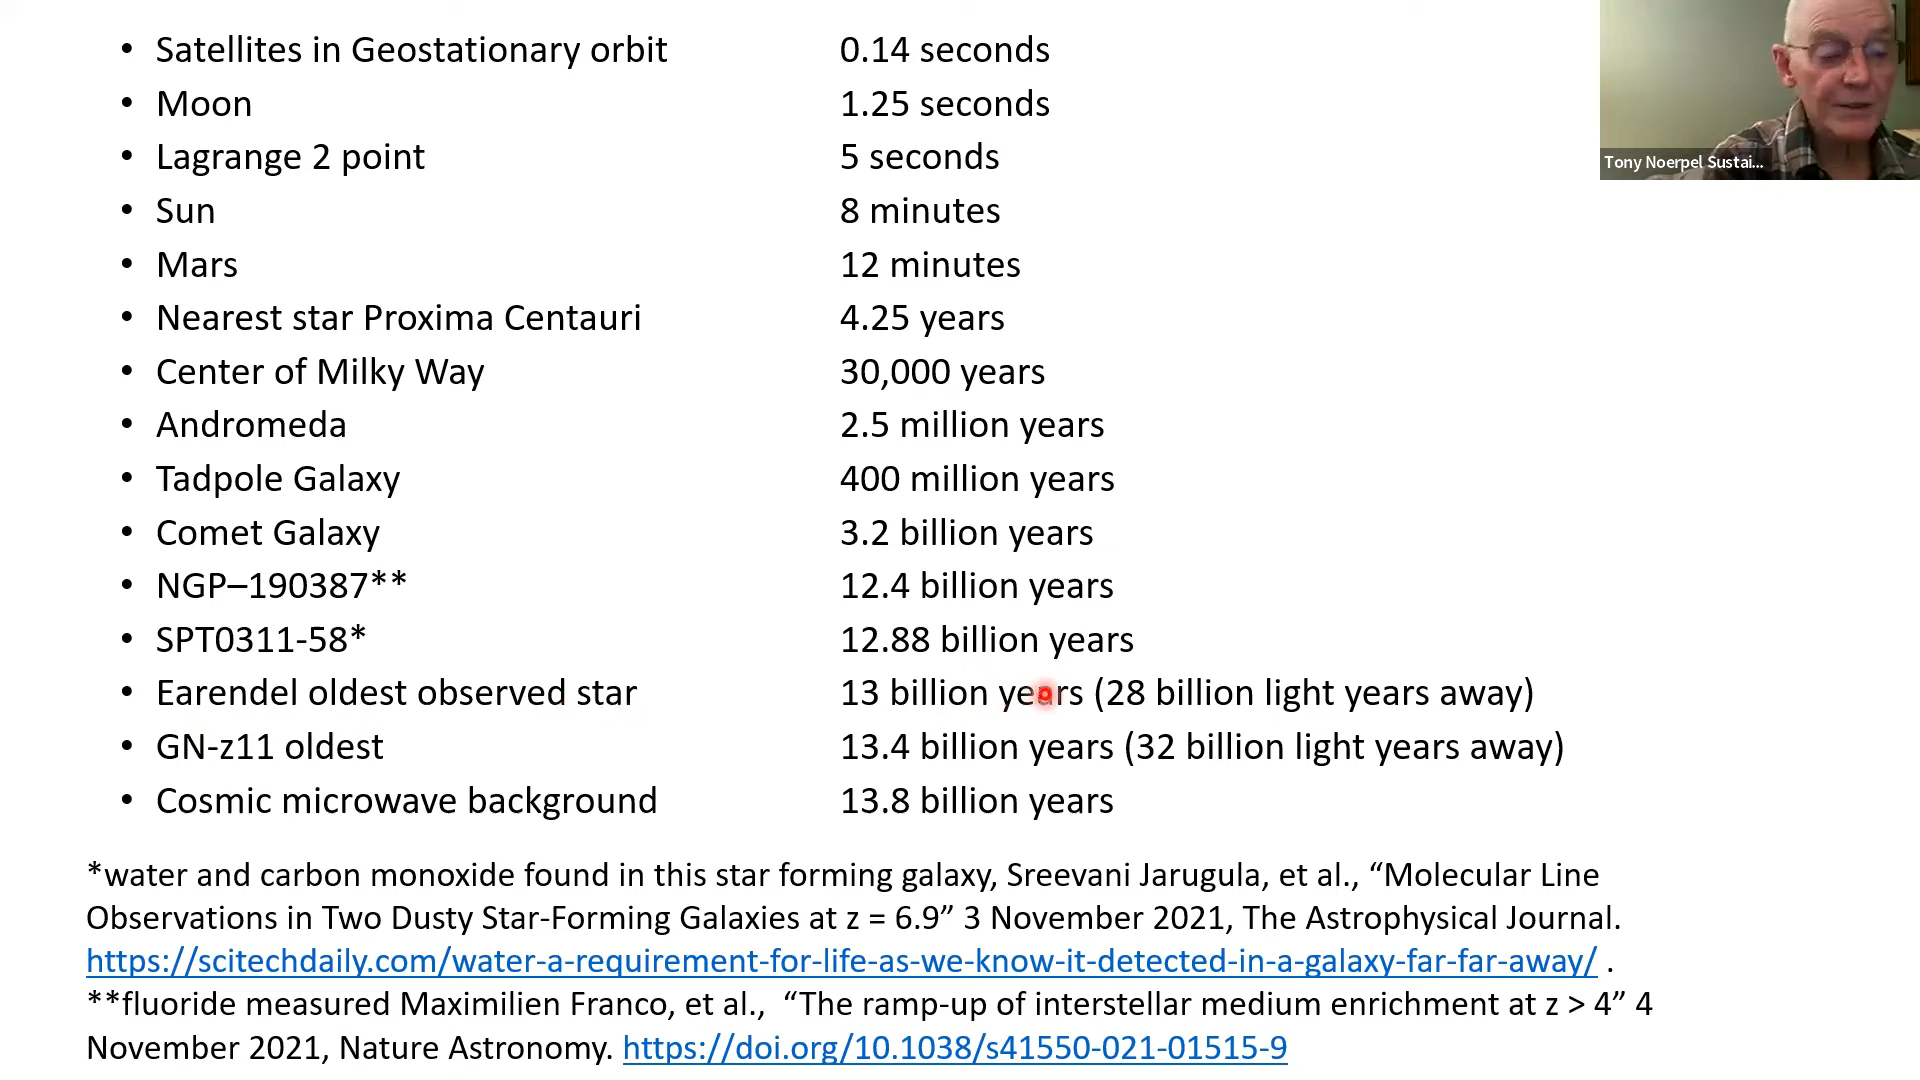 • Satellites in Geostationary orbit 0.14 seconds
• Moon 1.25 seconds
• Lagrange 2 point 5 seconds
• Sun 8 minutes
• Mars 12 minutes
• Nearest star Proxima Centauri 4.25 years
• Center of Milky Way 30,000 years
• Andromeda 2.5 million years
• Tadpole Galaxy 400 million years
• Comet Galaxy 3.2 billion years
• NGP–190387** 12.4 billion years
• SPT0311-58* 12.88 billion years
• Earendel oldest observed star 13 billion years (28 billion light years away)
• GN-z11 oldest 13.4 billion years (32 billion light years away)
• Cosmic microwave background 13.8 billion years
*water and carbon monoxide found in this star forming galaxy, Sreevani Jarugula, et al., “Molecular Line
Observations in Two Dusty Star-Forming Galaxies at z = 6.9” 3 November 2021, The Astrophysical Journal.
https://scitechdaily.com/water-a-requirement-for-life-as-we-know-it-detected-in-a-galaxy-far-far-away/ .
**fluoride measured Maximilien Franco, et al., “The ramp-up of interstellar medium enrichment at z > 4” 4
November 2021, Nature Astronomy. https://doi.org/10.1038/s41550-021-01515-9
Tony Noerpel Sustai...